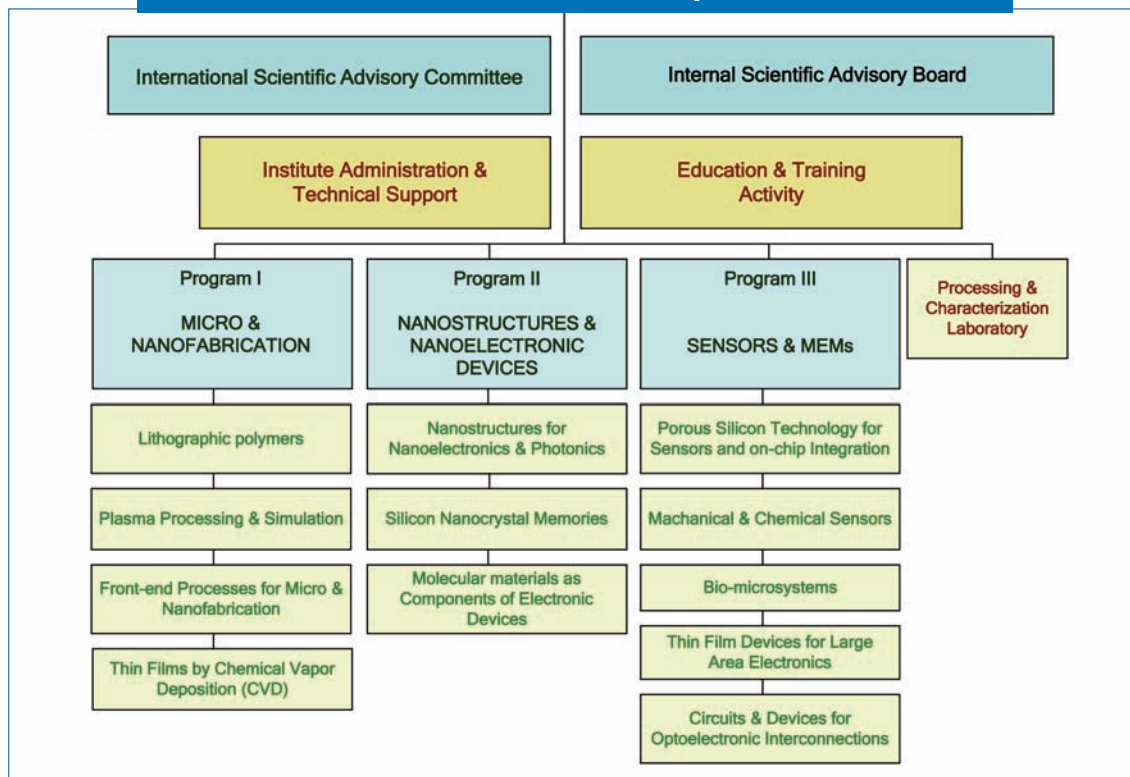 International Scientific Advisory Committee
Internal Scientific Advisory Board
Institute Administration &
Technical Support
Education & Training
Activity
Program I
MICRO &
NANOFABRICATION
Program II
NANOSTRUCTURES &
NANOELECTRONIC
DEVICES
Program III
SENSORS & MEMs
Processing &
Characterization
Laboratory
Lithographic polymers
Plasma Processing & Simulation
Front-end Processes for Micro &
Nanofabrication
Thin Films by Chemical Vapor
Deposition (CVD)
Nanostructures for
Nanoelectronics & Photonics
Silicon Nanocrystal Memories
Molecular materials as
Components of Electronic
Devices
Porous Silicon Technology for
Sensors and on-chip Integration
Machanical & Chemical Sensors
Bio-microsystems
Thin Film Devices for Large
Area Electronics
Circuits & Devices for
Optoelectronic Interconnections